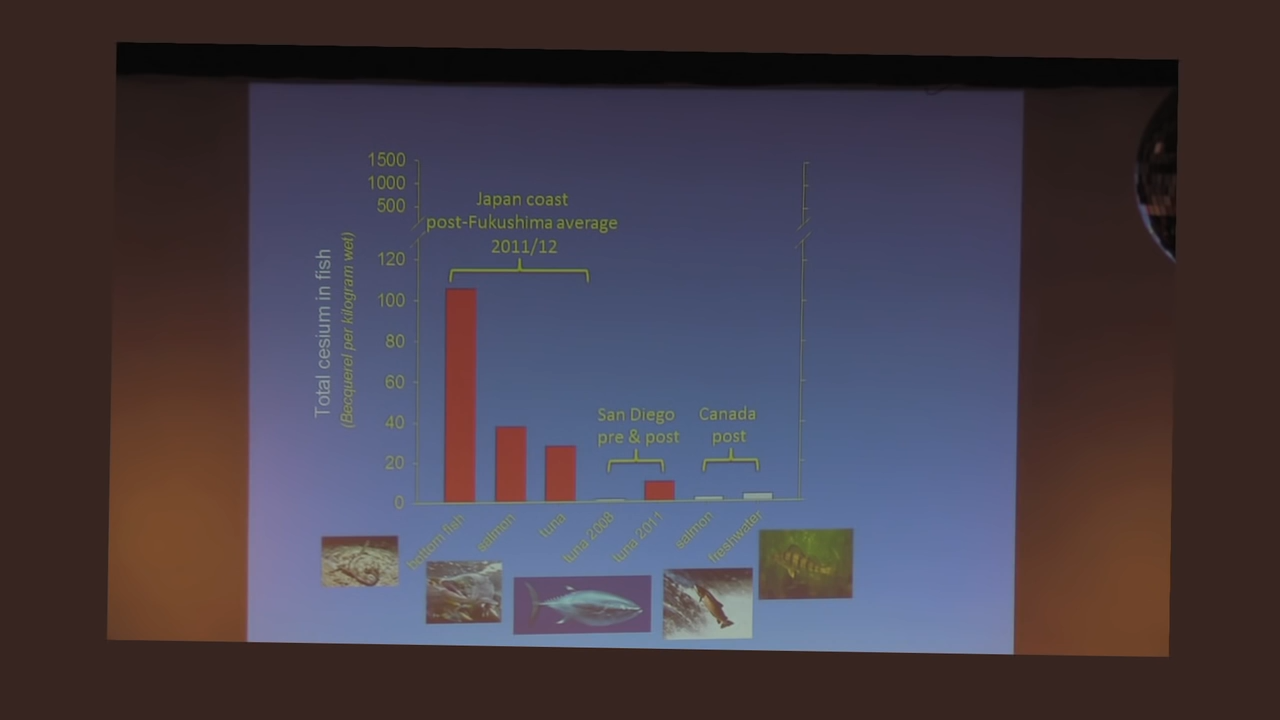 1500
1000
500
120
100
80
60
40
20
0
Total cesium in fish
(Becquerel per kilogram wet)
Japan coast
post-Fukushima average
2011/12
San Diego
pre & post
Canada
post
bottom fish
salmon
tuna
tuna 2008
tuna 2011
salmon
freshwater